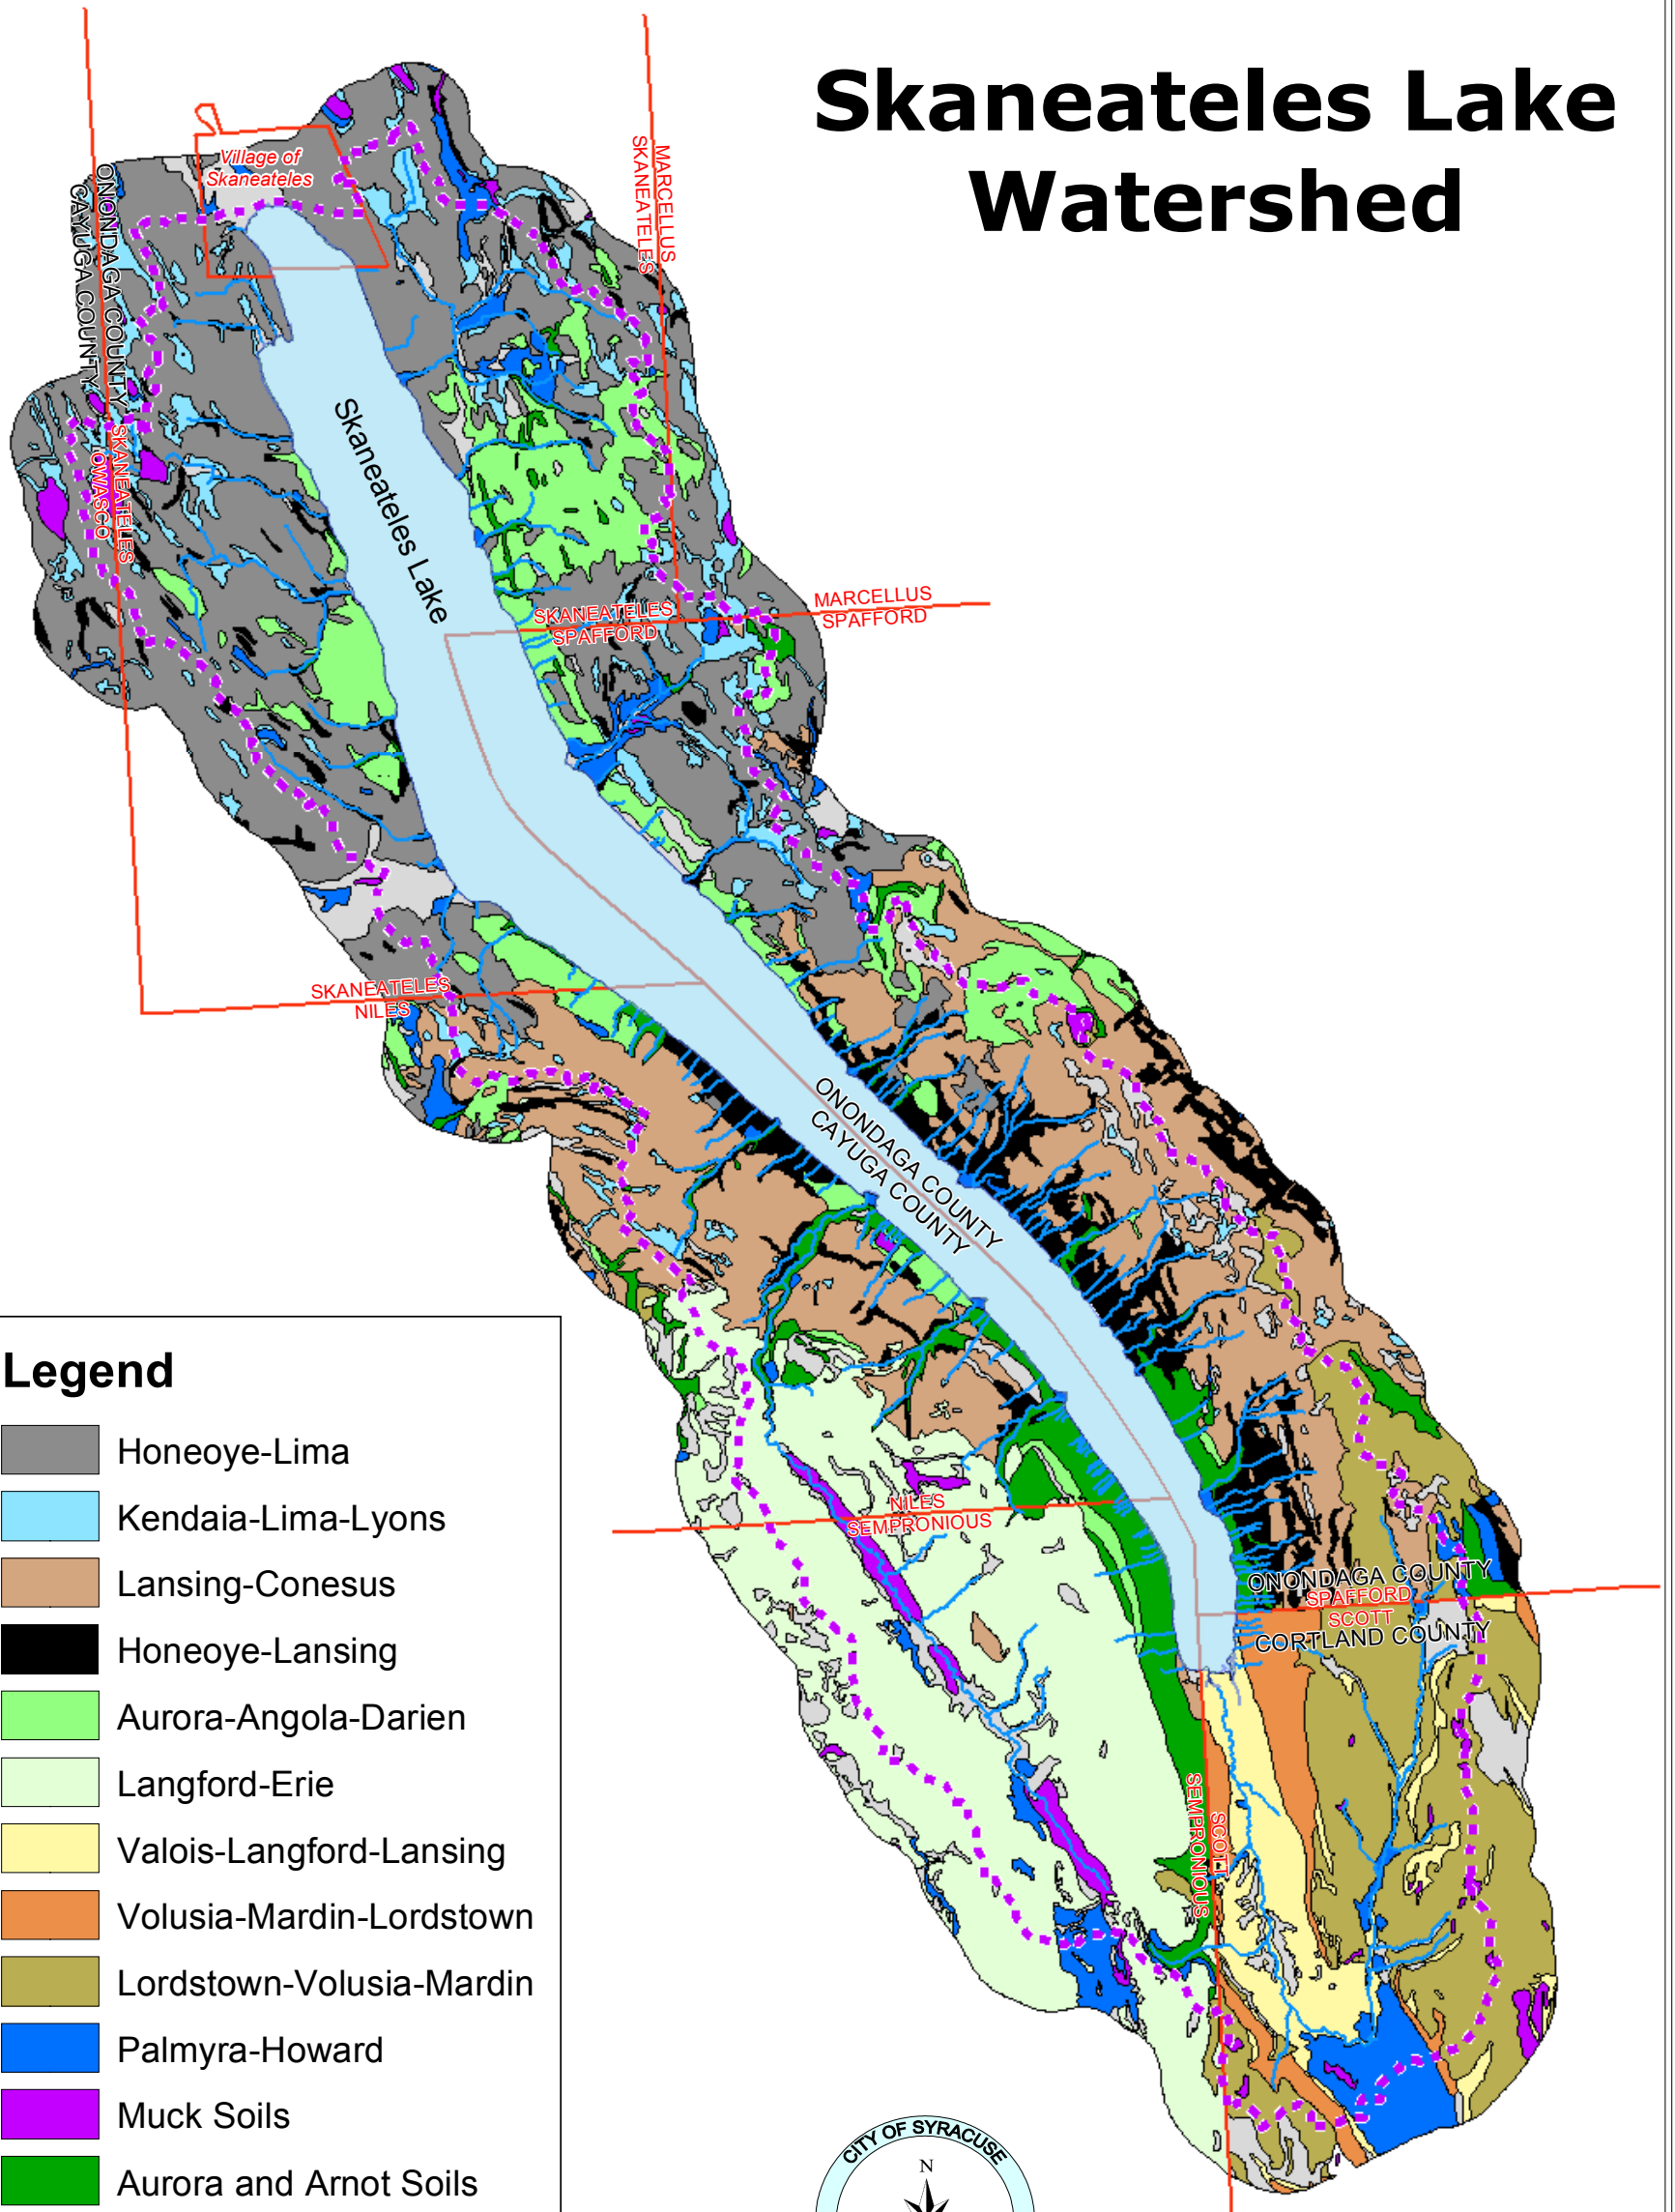 Skaneateles Lake
Watershed
Village of
Skaneateles
MARCELLUS
SKANEATELES
ONONDAGA COUNTY
CAYUGA COUNTY
SKANEATELES
OWASCO
Skaneateles Lake
SKANEATELES
SPAFFORD
MARCELLUS
SPAFFORD
SKANEATELES
NILES
ONONDAGA COUNTY
CAYUGA COUNTY
NILES
SEMPRONIOUS
ONONDAGA COUNTY
SPAFFORD
SCOTT
CORTLAND COUNTY
SCOTT
SEMPRONIOUS
Legend
Honeoye-Lima
Kendaia-Lima-Lyons
Lansing-Conesus
Honeoye-Lansing
Aurora-Angola-Darien
Langford-Erie
Valois-Langford-Lansing
Volusia-Mardin-Lordstown
Lordstown-Volusia-Mardin
Palmyra-Howard
Muck Soils
Aurora and Arnot Soils
CITY OF SYRACUSE
N